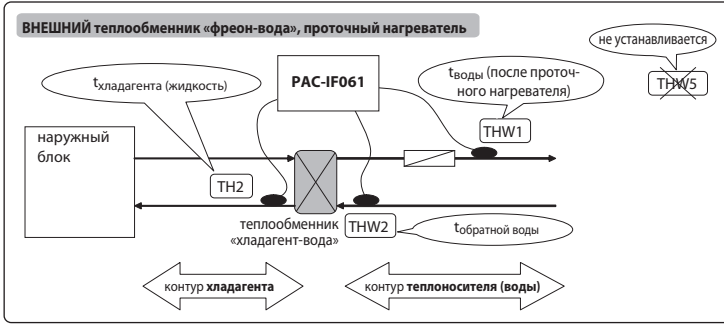 ВНЕШНИЙ теплообменник «фреон-вода», проточный нагреватель
не устанавливается
THW5
tхладагента (жидкость)
PAC-IF061
tводы (после проточ-
ного нагревателя)
THW1
наружный
блок
TH2
теплообменник
«хладагент-вода»
THW2
tобратной воды
контур хладагента
контур теплоносителя (воды)